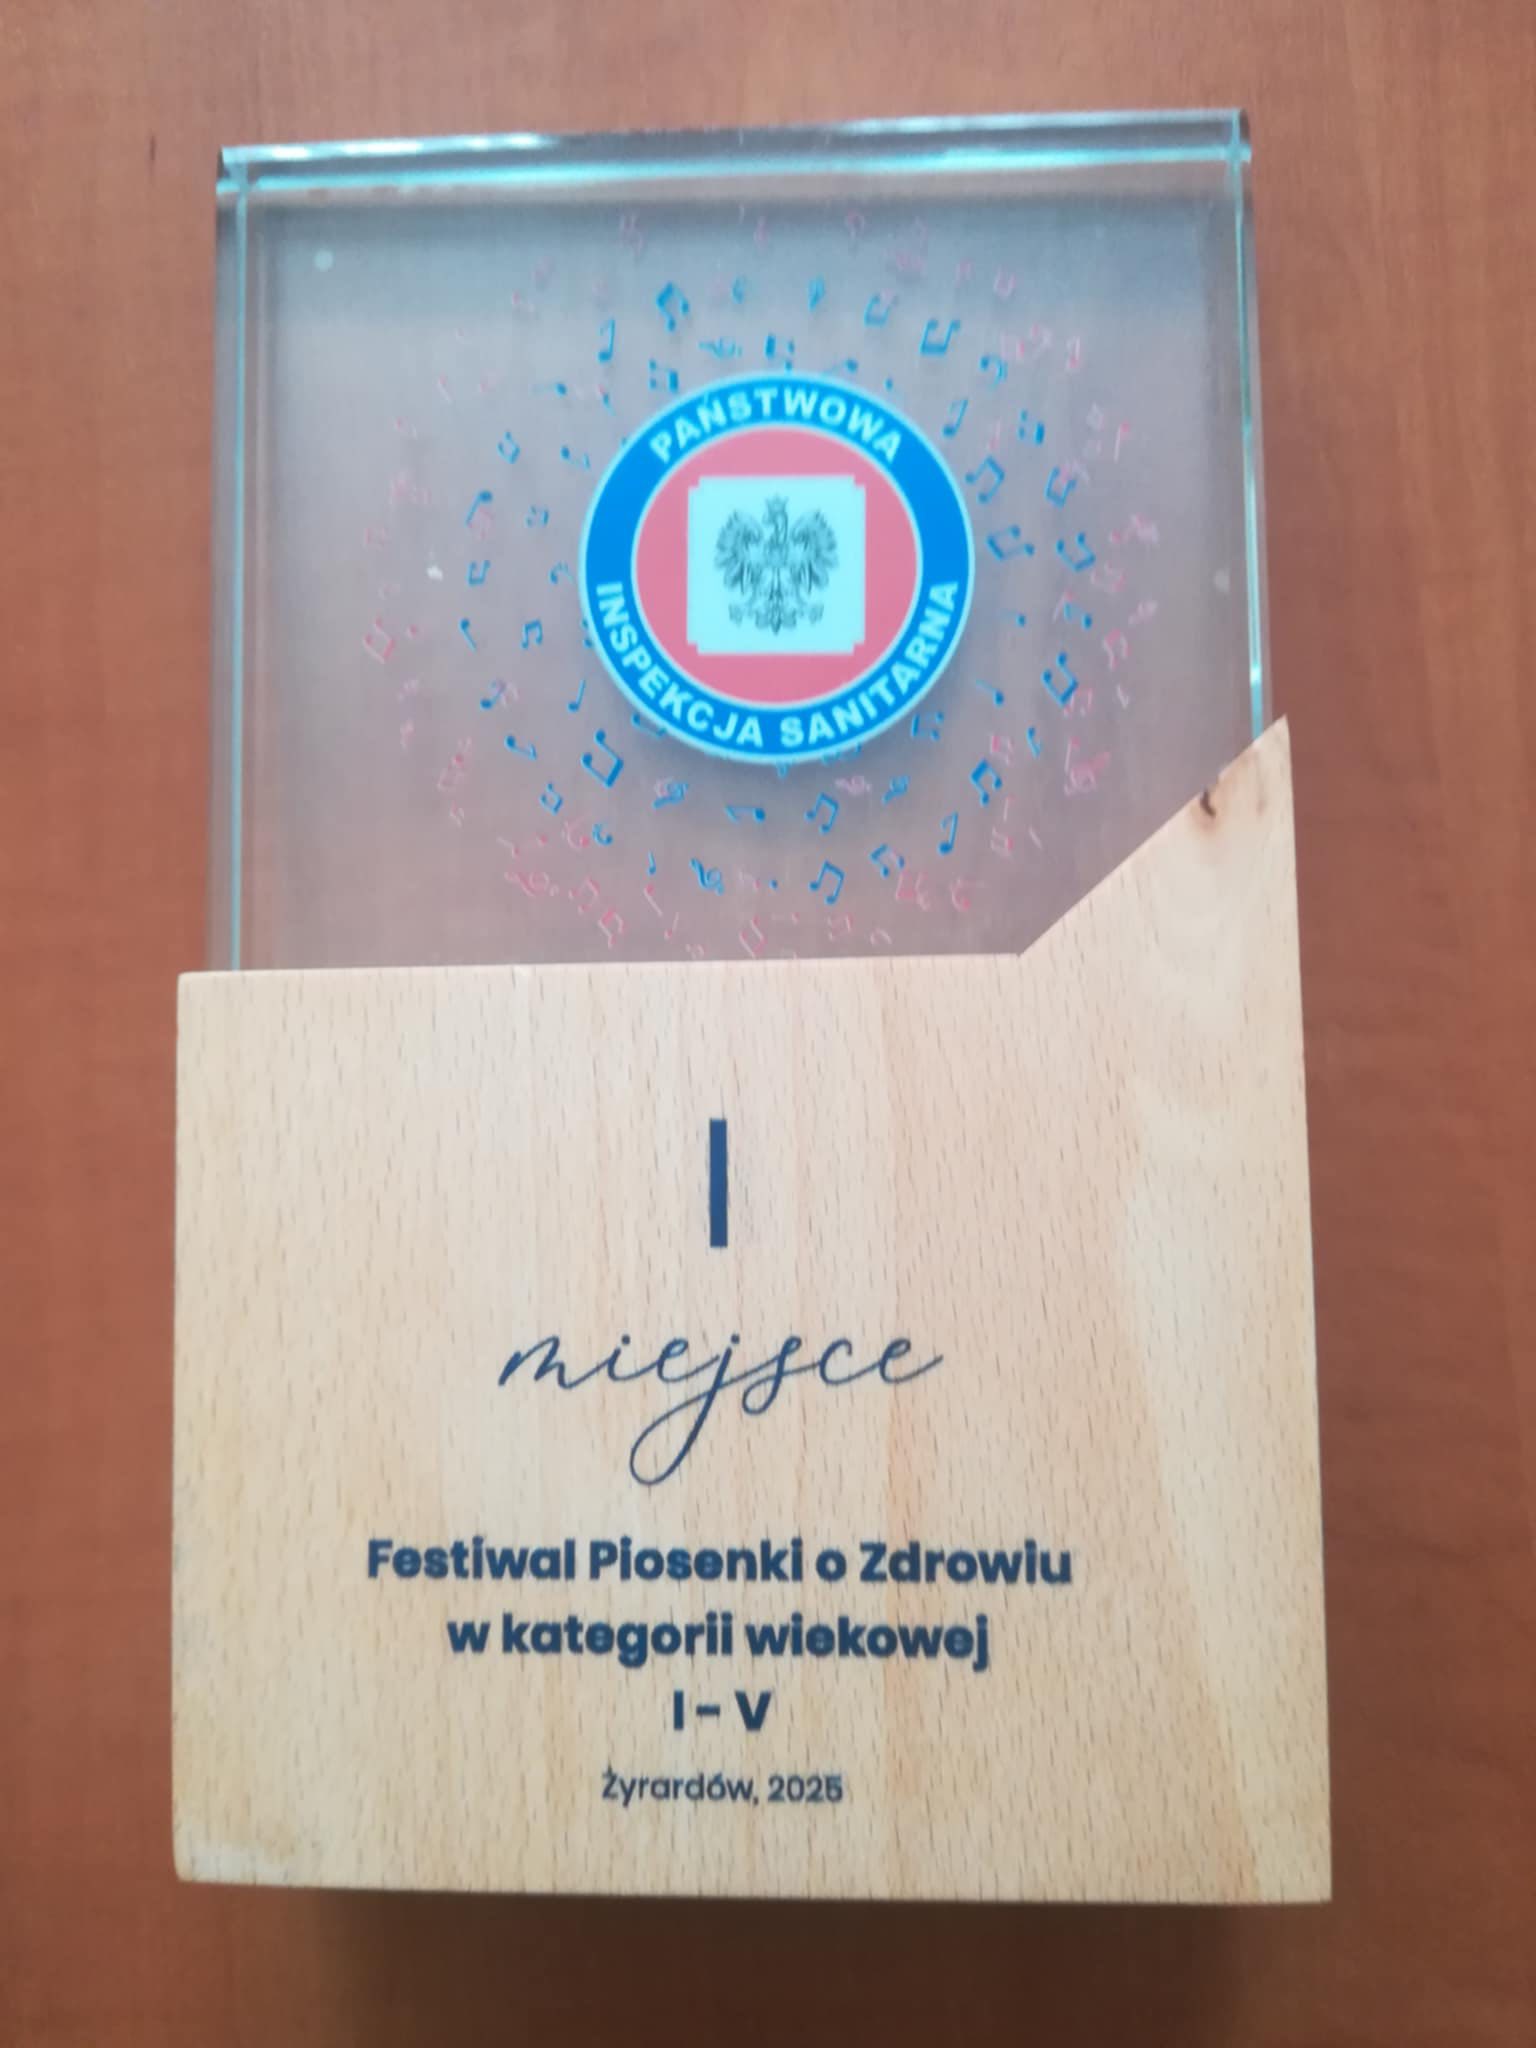 PAŃSTWOWA
INSPEKCJA SANITARNA
I
miejsce
Festiwal Piosenki o Zdrowiu
w kategorii wiekowej
I - V
Żyrardów, 2025